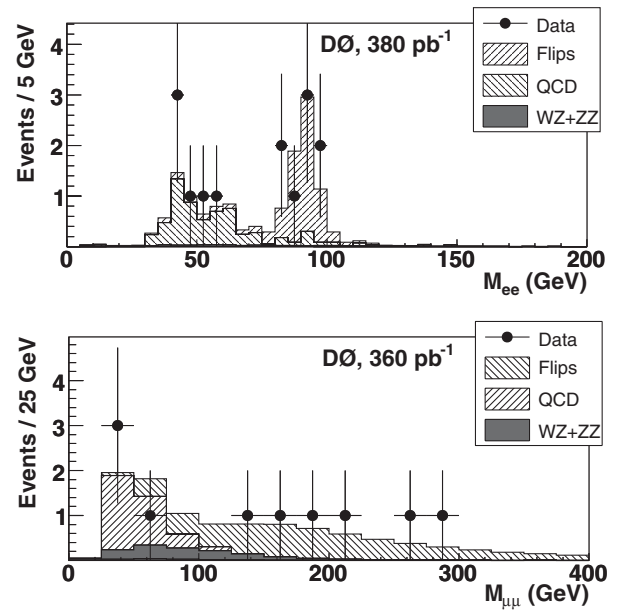 DØ, 380 pb-1
Data
Flips
QCD
WZ+ZZ
Events / 5 GeV
4
3
2
1
0 50 100 150 200
Mee (GeV)
DØ, 360 pb-1
Data
Flips
QCD
WZ+ZZ
Events / 25 GeV
4
3
2
1
0 100 200 300 400
Mμμ (GeV)